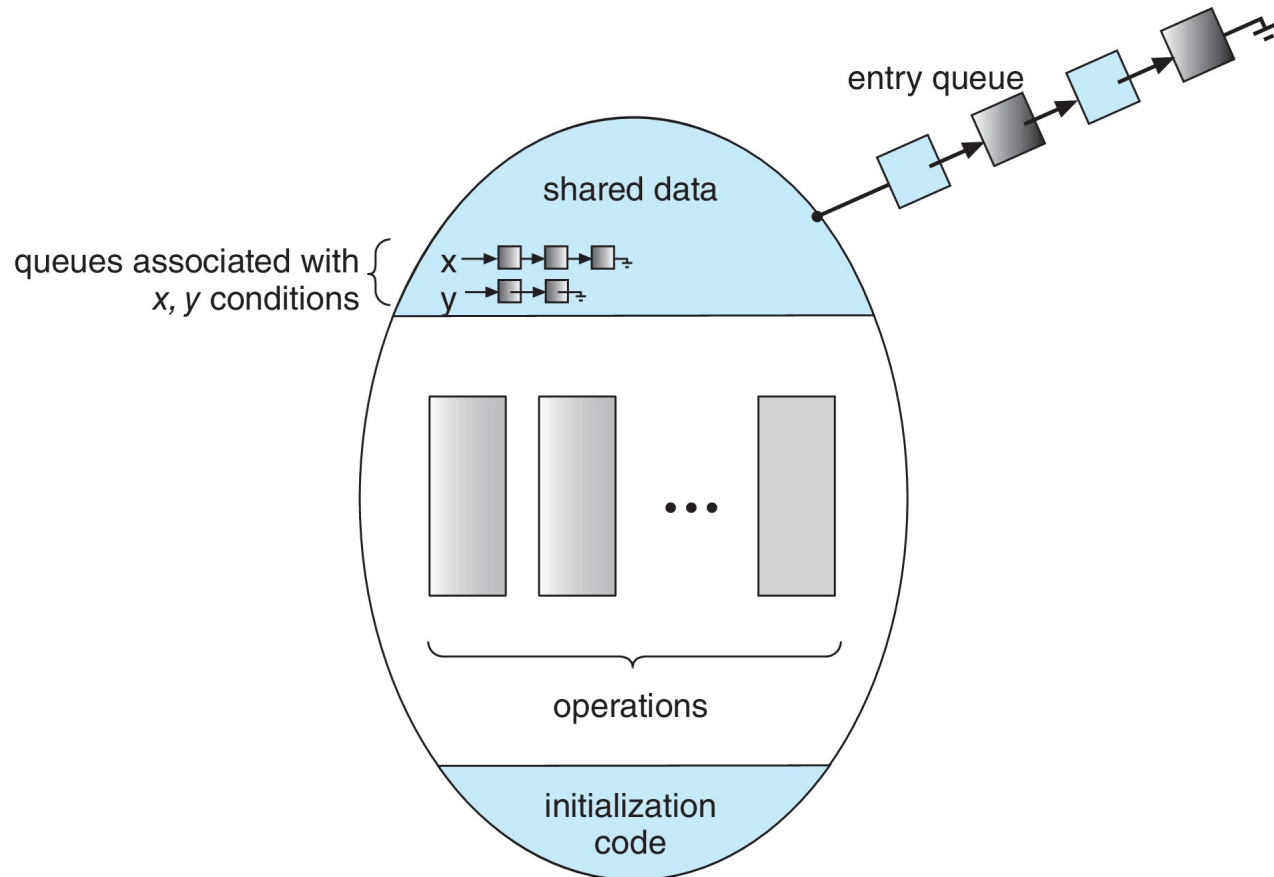 entry queue
shared data
queues associated with
x, y conditions
x
y
...
operations
initialization
code